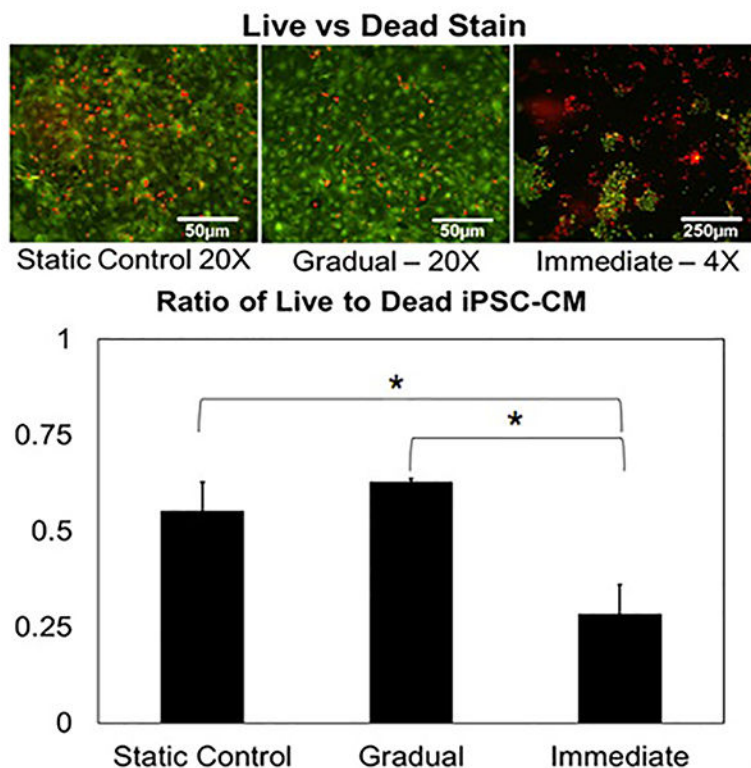 Live vs Dead Stain
50µm 50µm 250µm
Static Control 20X Gradual – 20X Immediate – 4X
Ratio of Live to Dead iPSC-CM
1
*
0.75
*
0.5
0.25
0
Static Control Gradual Immediate